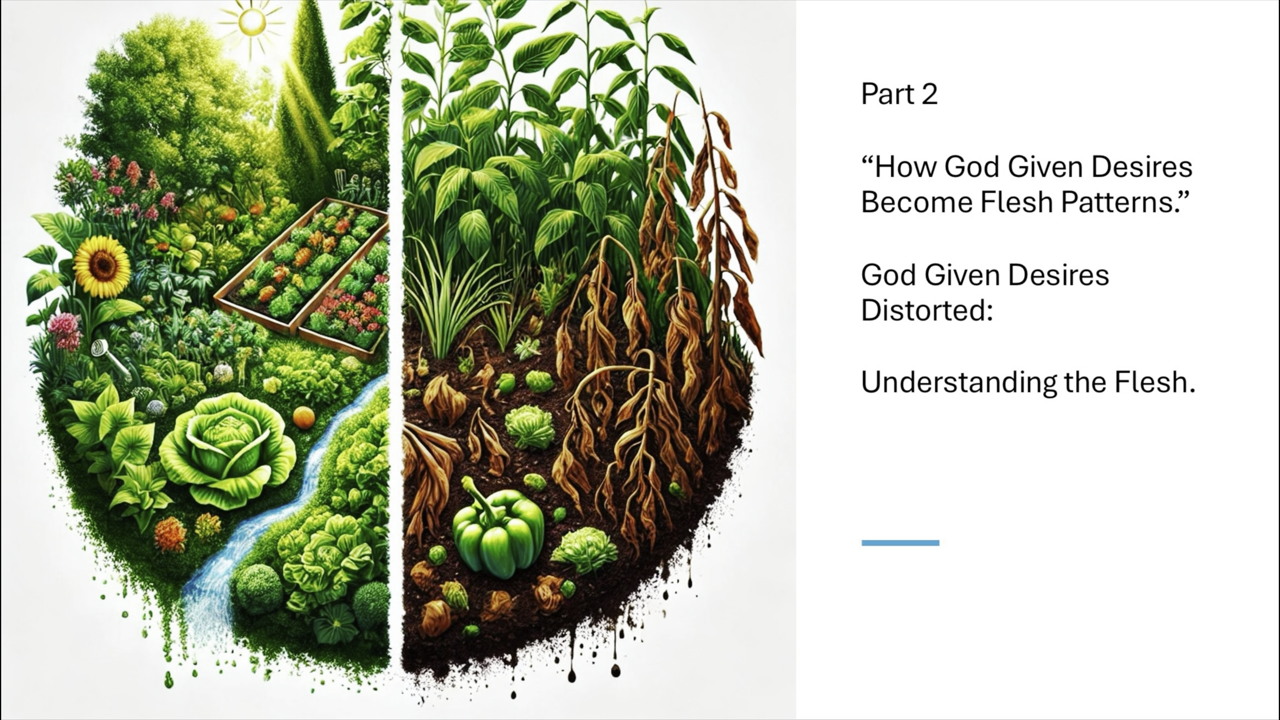 Part 2
“How God Given Desires
Become Flesh Patterns.”
God Given Desires
Distorted:
Understanding the Flesh.